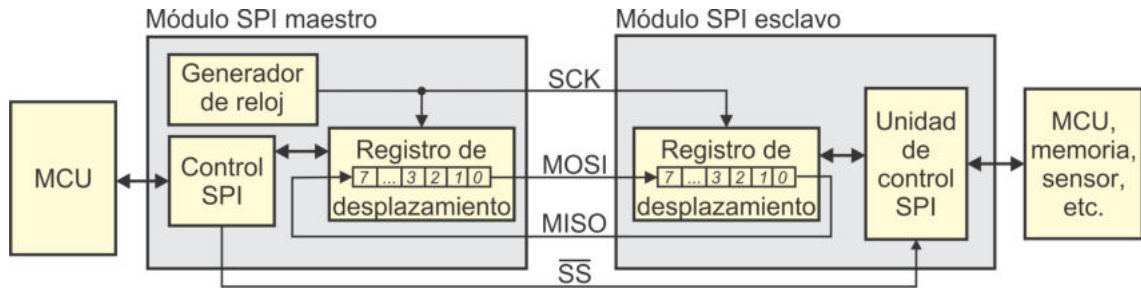 Módulo SPI maestro
Módulo SPI esclavo
Generador
de reloj
SCK
MCU
Control
SPI
Registro de
7 ... 3 2 1 0
desplazamiento
MOSI
MISO
Registro de
7 ... 3 2 1 0
desplazamiento
Unidad
de
control
SPI
MCU,
memoria,
sensor,
etc.
S̅S̅